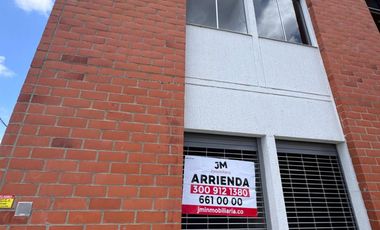 JM
ARRIENDA
300 912 1380
661 00 00
jminmobiliaria.co